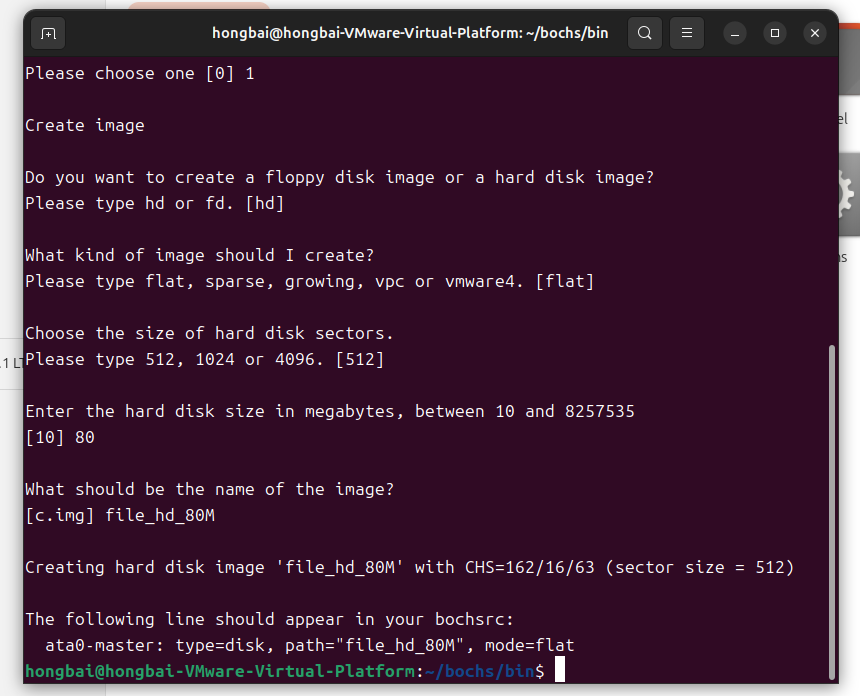 hongbai@hongbai-VMware-Virtual-Platform: ~/bochs/bin
Please choose one [0] 1
Create image
Do you want to create a floppy disk image or a hard disk image?
Please type hd or fd. [hd]
What kind of image should I create?
Please type flat, sparse, growing, vpc or vmware4. [flat]
Choose the size of hard disk sectors.
Please type 512, 1024 or 4096. [512]
Enter the hard disk size in megabytes, between 10 and 8257535
[10] 80
What should be the name of the image?
[c.img] file_hd_80M
Creating hard disk image 'file_hd_80M' with CHS=162/16/63 (sector size = 512)
The following line should appear in your bochsrc:
ata0-master: type=disk, path="file_hd_80M", mode=flat
hongbai@hongbai-VMware-Virtual-Platform:~/bochs/bin$